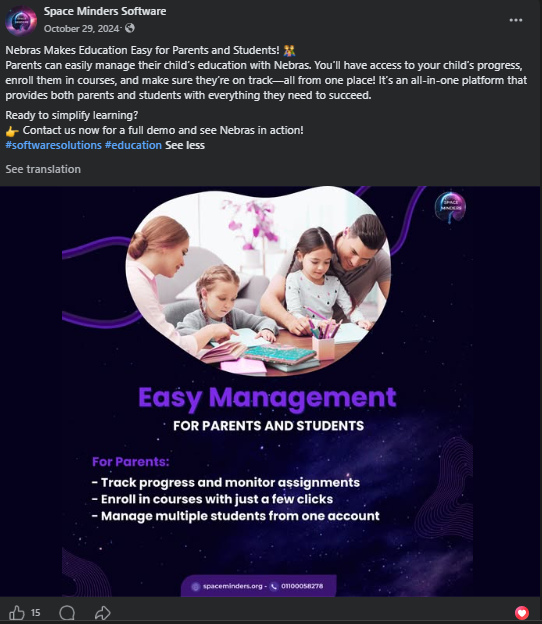 Space Minders Software
October 29, 2024 ·
Nebras Makes Education Easy for Parents and Students!
Parents can easily manage their child's education with Nebras. You'll have access to your child's progress,
enroll them in courses, and make sure they're on track—all from one place! It's an all-in-one platform that
provides both parents and students with everything they need to succeed.
Ready to simplify learning?
👉 Contact us now for a full demo and see Nebras in action!
#softwaresolutions #education See less
See translation
SPACE
MINDERS
Easy Management
FOR PARENTS AND STUDENTS
For Parents:
- Track progress and monitor assignments
- Enroll in courses with just a few clicks
- Manage multiple students from one account
spaceminders.org - 01100058278
15